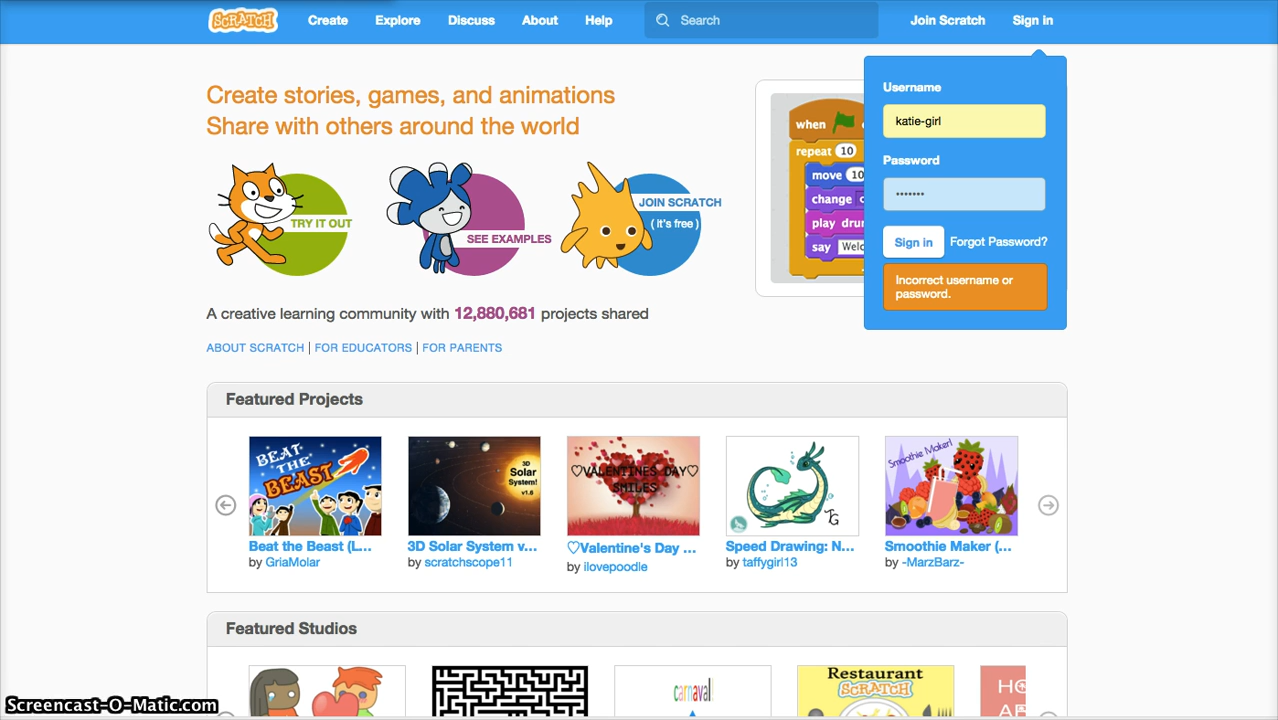 SCRATCH
Create
Explore
Discuss
About
Help
Search
Join Scratch
Sign in
Create stories, games, and animations
Share with others around the world
TRY IT OUT
SEE EXAMPLES
JOIN SCRATCH
( it's free )
when
repeat 10
move 10
change
play drum
say Welc
Username
katie-girl
Password
•••••••
Sign in Forgot Password?
Incorrect username or
password.
A creative learning community with 12,880,681 projects shared
ABOUT SCRATCH | FOR EDUCATORS | FOR PARENTS
Featured Projects
BEAT
THE
BEAST
3D
Solar
System!
v1.6
♡VALENTINES DAY♡
SMILES
TG
Smoothie Maker!
Beat the Beast (L...
by GriaMolar
3D Solar System v...
by scratchscope11
♡Valentine's Day ...
by ilovepoodle
Speed Drawing: N...
by taffygirl13
Smoothie Maker (...
by -MarzBarz-
Featured Studios
carnaval
Restaurant
SCRATCH
Screencast-O-Matic.com